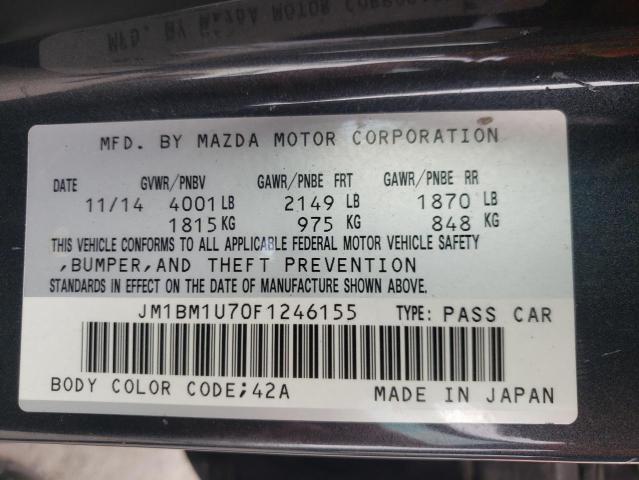 MFD. BY MAZDA MOTOR CORPORATION
DATE GVWR/PNBV GAWR/PNBE FRT GAWR/PNBE RR
11/14 4001 LB 2149 LB 1870 LB
1815 KG 975 KG 848 KG
THIS VEHICLE CONFORMS TO ALL APPLICABLE FEDERAL MOTOR VEHICLE SAFETY
,BUMPER,AND THEFT PREVENTION
STANDARDS IN EFFECT ON THE DATE OF MANUFACTURE SHOWN ABOVE.
JM1BM1U70F1246155 TYPE: PASS CAR
BODY COLOR CODE;42A MADE IN JAPAN